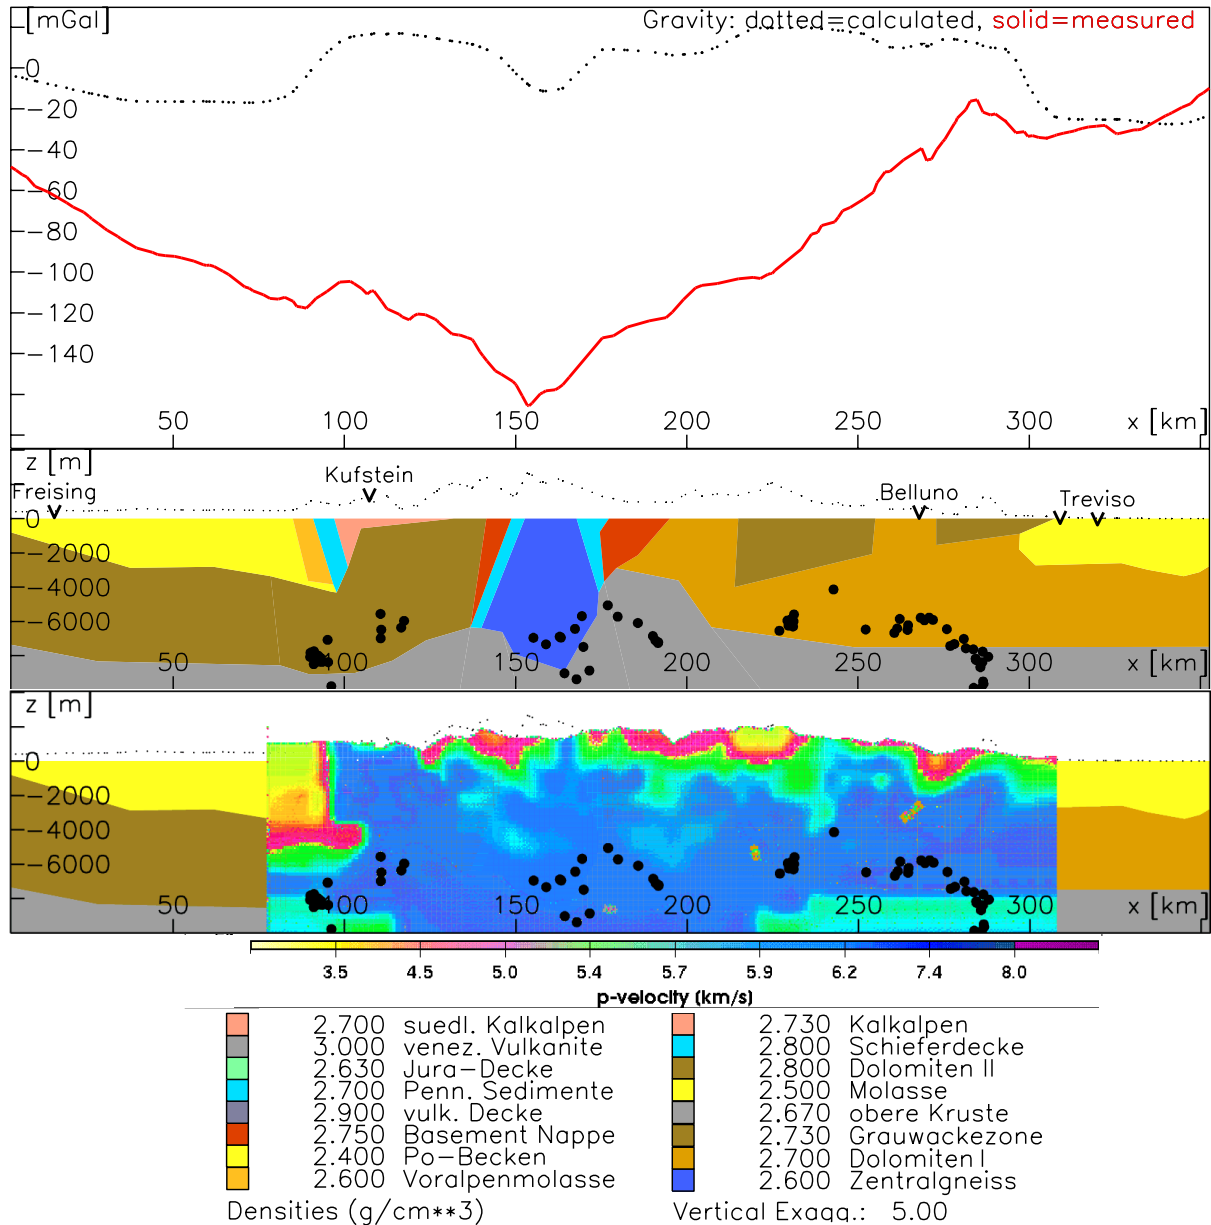 [mGal]
Gravity: dotted=calculated, solid=measured
0
−20
−40
−60
−80
−100
−120
−140
50 100 150 200 250 300 x [km]
z [m]
Freising Kufstein Belluno Treviso
0
−2000
−4000
−6000
50 100 150 200 250 300 x [km]
z [m]
0
−2000
−4000
−6000
50 100 150 200 250 300 x [km]
3.5 4.5 5.0 5.4 5.7 5.9 6.2 7.4 8.0
p-velocity (km/s)
2.700 suedl. Kalkalpen
3.000 venez. Vulkanite
2.630 Jura−Decke
2.700 Penn. Sedimente
2.900 vulk. Decke
2.750 Basement Nappe
2.400 Po−Becken
2.600 Voralpenmolasse
Densities (g/cm**3)
2.730 Kalkalpen
2.800 Schieferdecke
2.800 Dolomiten II
2.500 Molasse
2.670 obere Kruste
2.730 Grauwackezone
2.700 Dolomiten I
2.600 Zentralgneiss
Vertical Exagg.: 5.00